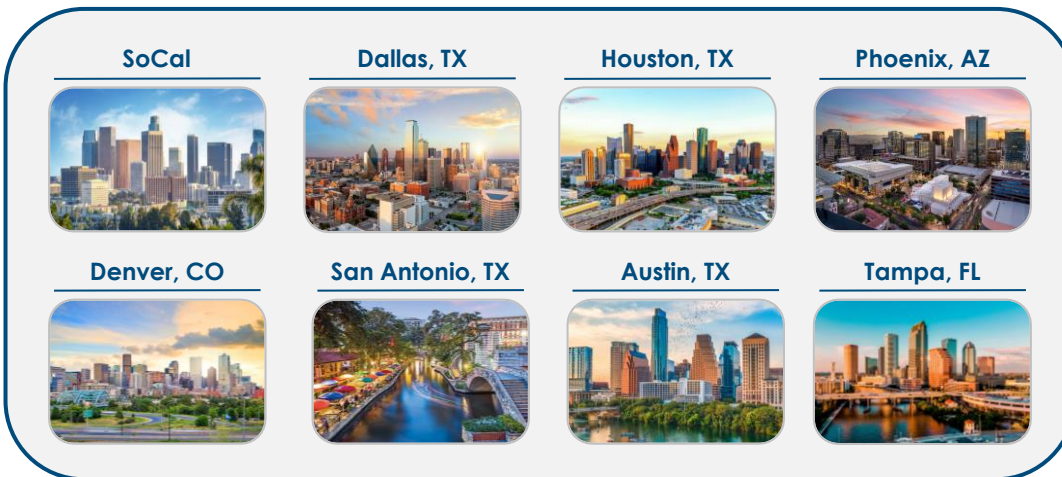 SoCal
Dallas, TX
Houston, TX
Phoenix, AZ
Denver, CO
San Antonio, TX
Austin, TX
Tampa, FL